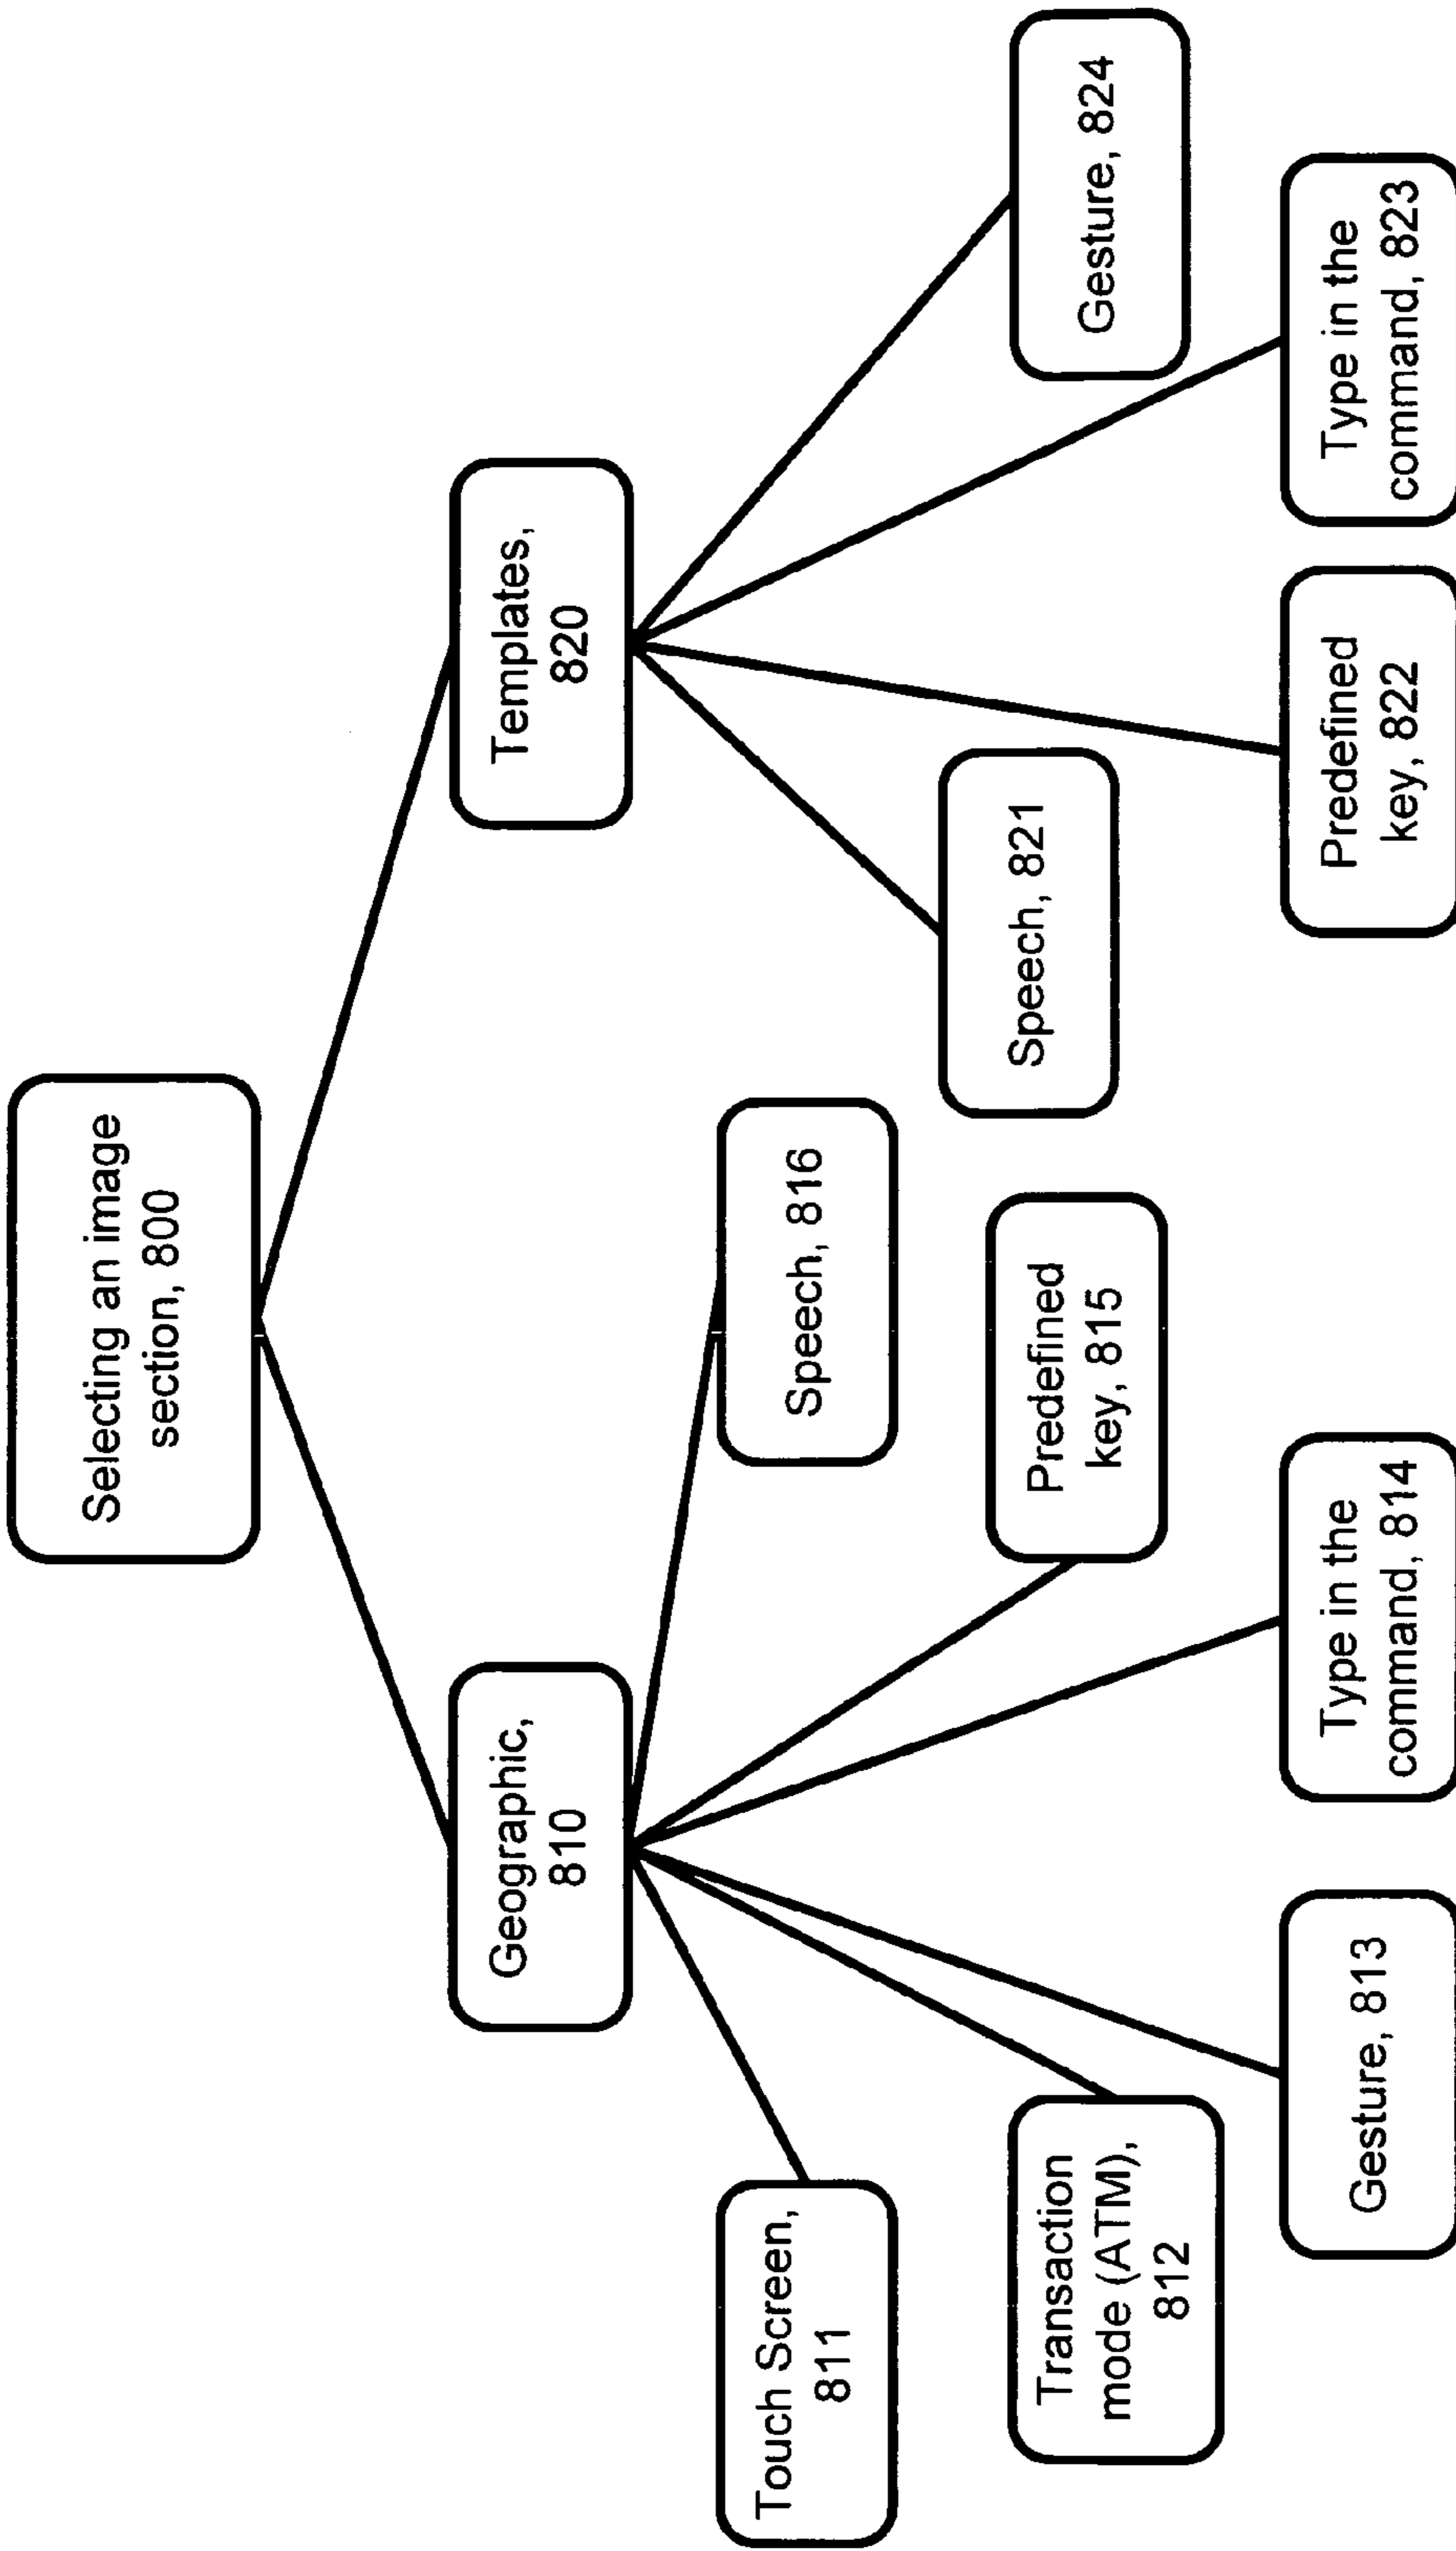 Selecting an image
section, 800
Geographic,
810
Templates,
820
Touch Screen,
811
Transaction
mode (ATM),
812
Gesture, 813
Type in the
command, 814
Predefined
key, 815
Speech, 816
Speech, 821
Predefined
key, 822
Type in the
command, 823
Gesture, 824